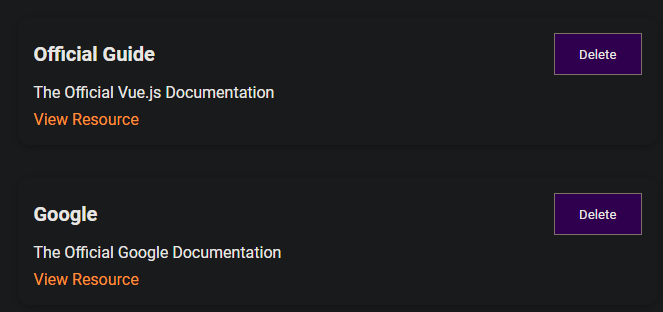 Official Guide
Delete
The Official Vue.js Documentation
View Resource
Google
Delete
The Official Google Documentation
View Resource